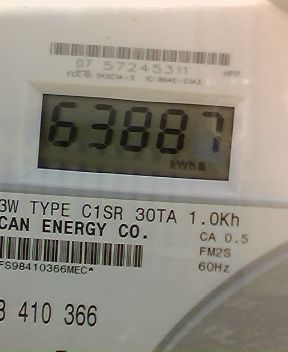 07 57245311
63887
kWh
3W TYPE C1SR 30TA 1.0Kh
CAN ENERGY CO.
CA 0.5
FM2S
60Hz
FS98410366MEC*
410 366